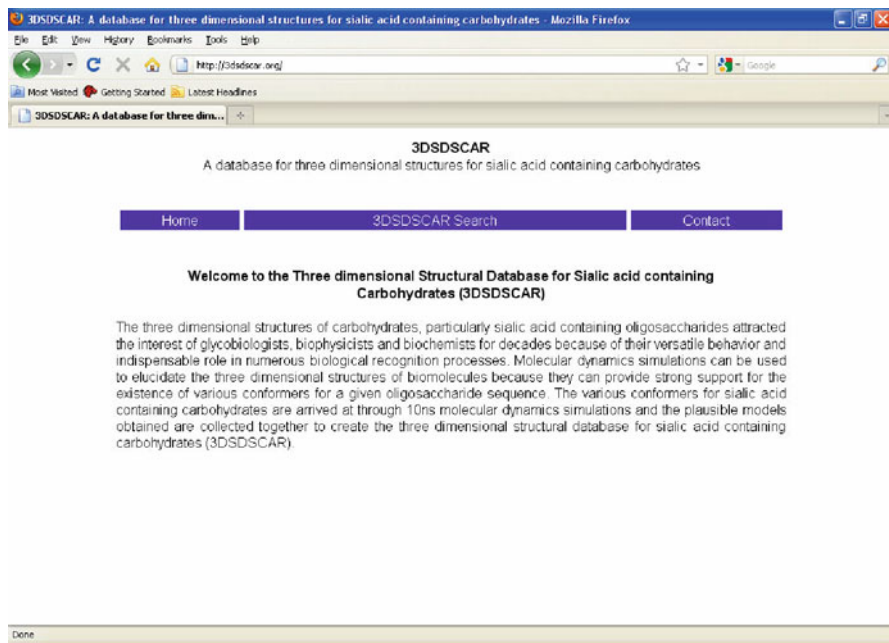 3DSDSCAR: A database for three dimensional structures for sialic acid containing carbohydrates - Mozilla Firefox
File Edit View History Bookmarks Tools Help
http://3dsdscar.org/
Google
Most Visited Getting Started Latest Headlines
3DSDSCAR: A database for three dim...
3DSDSCAR
A database for three dimensional structures for sialic acid containing carbohydrates
Home 3DSDSCAR Search Contact
Welcome to the Three dimensional Structural Database for Sialic acid containing
Carbohydrates (3DSDSCAR)
The three dimensional structures of carbohydrates, particularly sialic acid containing oligosaccharides attracted
the interest of glycobiologists, biophysicists and biochemists for decades because of their versatile behavior and
indispensable role in numerous biological recognition processes. Molecular dynamics simulations can be used
to elucidate the three dimensional structures of biomolecules because they can provide strong support for the
existence of various conformers for a given oligosaccharide sequence. The various conformers for sialic acid
containing carbohydrates are arrived at through 10ns molecular dynamics simulations and the plausible models
obtained are collected together to create the three dimensional structural database for sialic acid containing
carbohydrates (3DSDSCAR).
Done